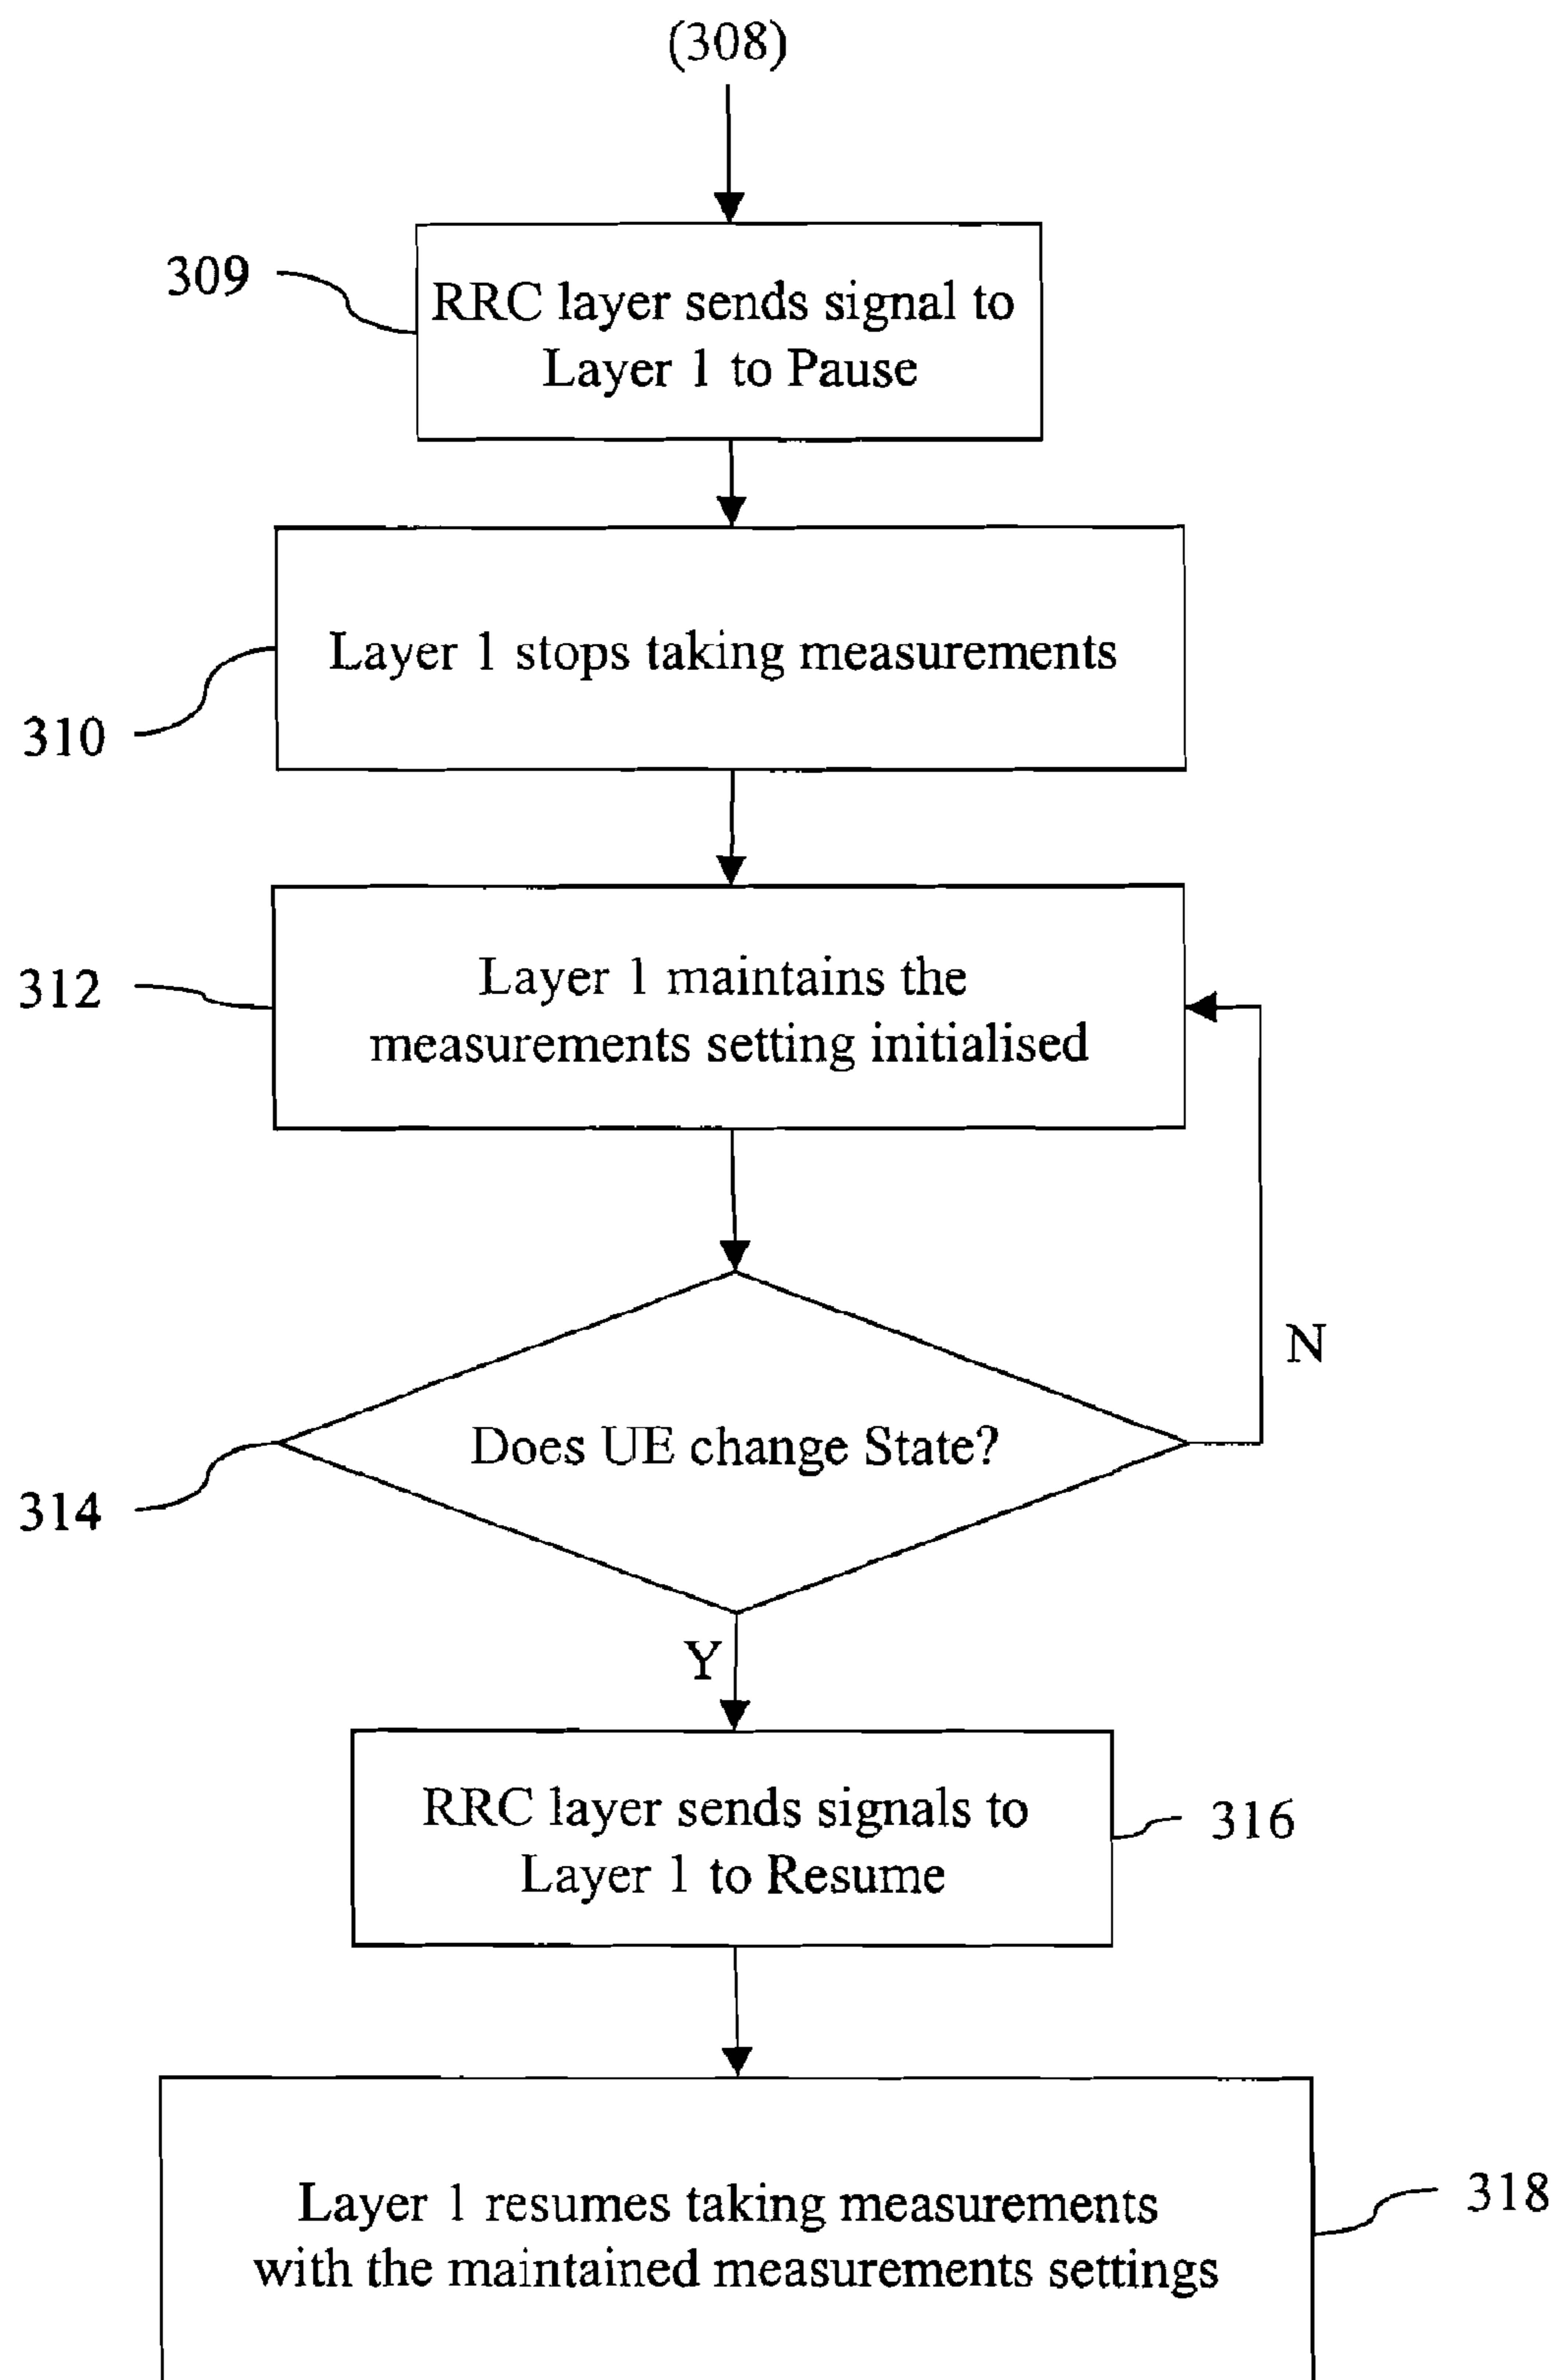 (308)
309
RRC layer sends signal to
Layer 1 to Pause
Layer 1 stops taking measurements
310
312
Layer 1 maintains the
measurements setting initialised
N
Does UE change State?
314
Y
RRC layer sends signals to
Layer 1 to Resume
316
Layer 1 resumes taking measurements
with the maintained measurements settings
318